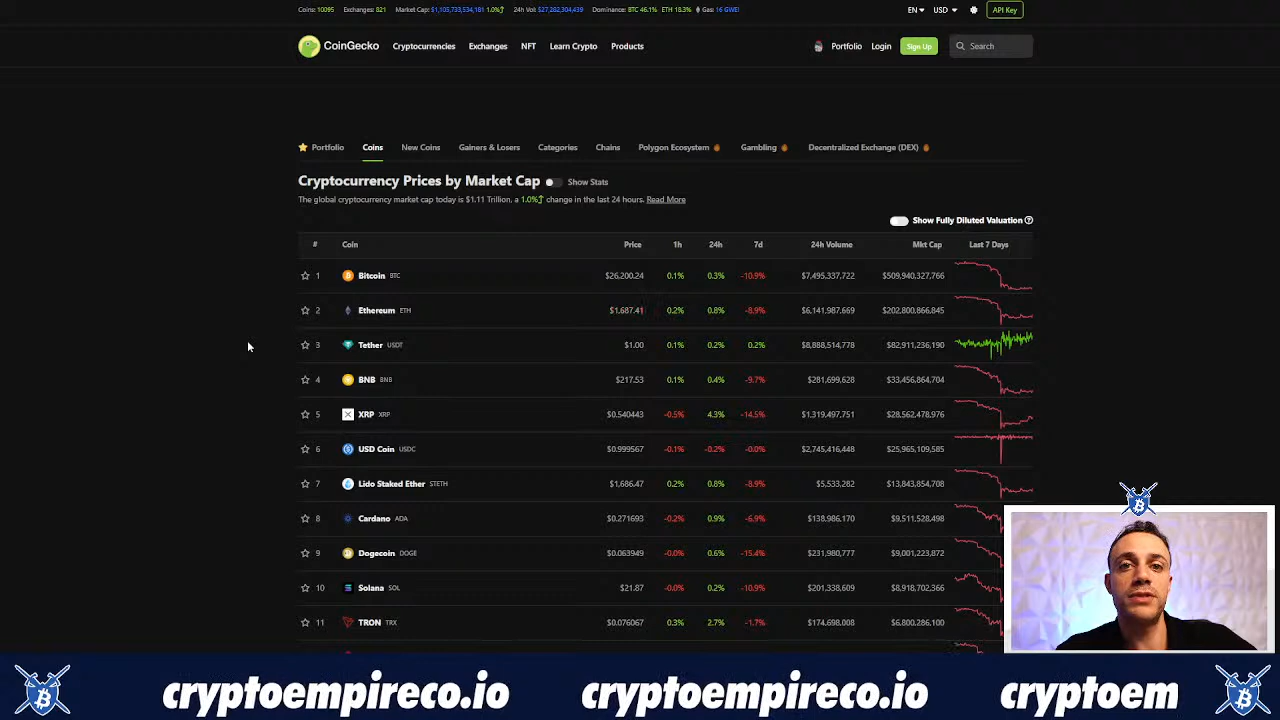 Coins: 10095 Exchanges: 821 Market Cap: $1,105,733,534,181 1.0% 24h Vol: $27,282,304,439 Dominance: BTC 46.1% ETH 18.3% Gas: 16 GWEI EN USD API Key
CoinGecko Cryptocurrencies Exchanges NFT Learn Crypto Products Portfolio Login Sign Up Search
Portfolio Coins New Coins Gainers & Losers Categories Chains Polygon Ecosystem Gambling Decentralized Exchange (DEX)
Cryptocurrency Prices by Market Cap Show Stats
The global cryptocurrency market cap today is $1.11 Trillion, a 1.0% change in the last 24 hours. Read More
Show Fully Diluted Valuation
# Coin Price 1h 24h 7d 24h Volume Mkt Cap Last 7 Days
1 Bitcoin BTC $26,200.24 0.1% 0.3% -10.9% $7,495,337,722 $509,940,327,766
2 Ethereum ETH $1,687.41 0.2% 0.8% -8.9% $6,141,987,669 $202,800,866,845
3 Tether USDT $1.00 0.1% 0.2% 0.2% $8,888,514,778 $82,911,236,190
4 BNB BNB $217.53 0.1% 0.4% -9.7% $281,699,628 $33,456,864,704
5 XRP XRP $0.540443 -0.5% 4.3% -14.5% $1,319,497,751 $28,562,478,976
6 USD Coin USDC $0.999567 -0.1% -0.2% -0.0% $2,745,416,448 $25,965,109,585
7 Lido Staked Ether STETH $1,686.47 0.2% 0.8% -8.9% $5,533,282 $13,843,854,708
8 Cardano ADA $0.271693 -0.2% 0.9% -6.9% $138,986,170 $9,511,528,498
9 Dogecoin DOGE $0.063949 -0.0% 0.6% -15.4% $231,980,777 $9,001,223,872
10 Solana SOL $21.87 -0.0% 0.2% -10.9% $201,338,609 $8,918,702,366
11 TRON TRX $0.076067 0.3% 2.7% -1.7% $174,698,008 $6,800,286,100
cryptoempireco.io cryptoempireco.io cryptoem